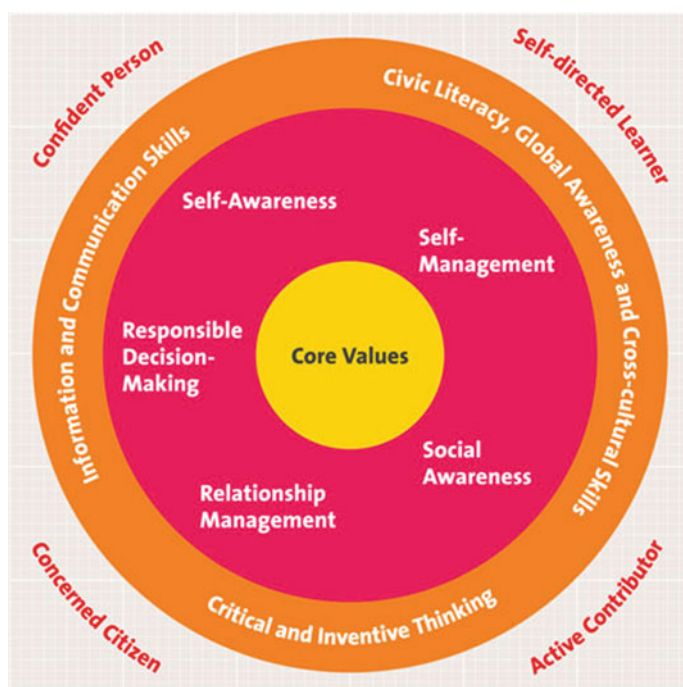 Confident Person
Self-directed Learner
Information and Communication Skills
Civic Literacy, Global Awareness and Cross-cultural Skills
Self-Awareness
Self-
Management
Responsible
Decision-
Making
Core Values
Social
Awareness
Relationship
Management
Critical and Inventive Thinking
Concerned Citizen
Active Contributor